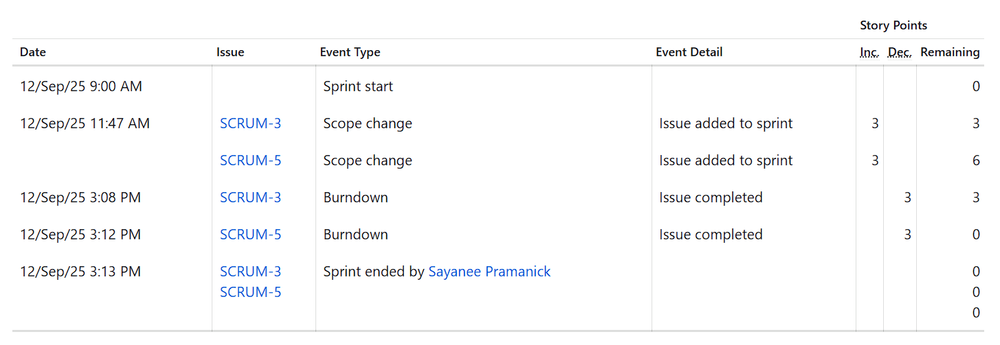 Story Points
Date Issue Event Type Event Detail Inc. Dec. Remaining
12/Sep/25 9:00 AM Sprint start 0
12/Sep/25 11:47 AM SCRUM-3 Scope change Issue added to sprint 3 3
SCRUM-5 Scope change Issue added to sprint 3 6
12/Sep/25 3:08 PM SCRUM-3 Burndown Issue completed 3 3
12/Sep/25 3:12 PM SCRUM-5 Burndown Issue completed 3 0
12/Sep/25 3:13 PM SCRUM-3 Sprint ended by Sayanee Pramanick 0
SCRUM-5 0
0